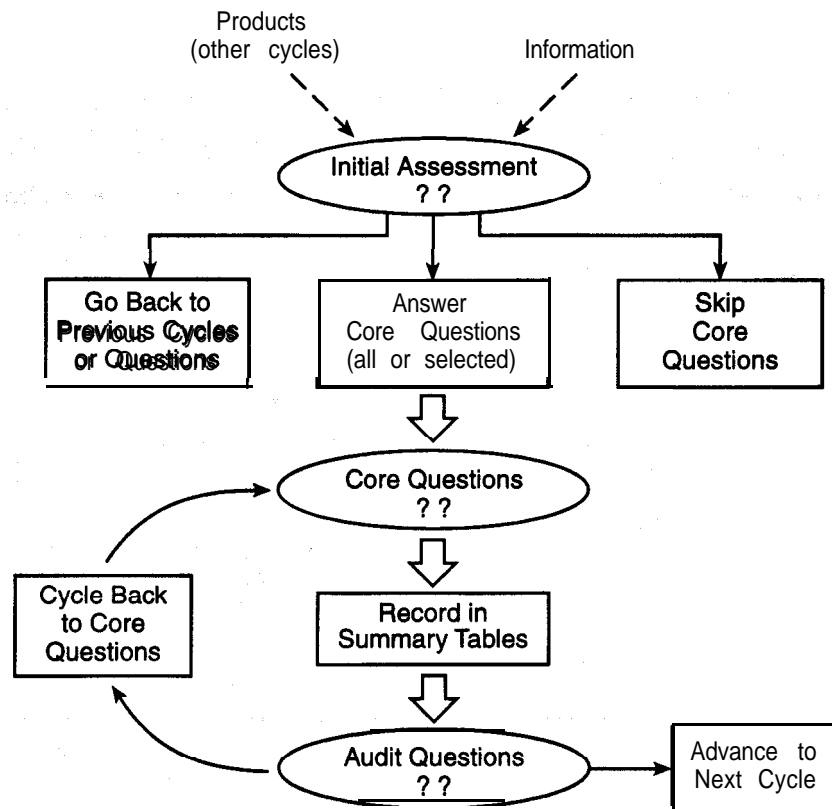 Products
(other cycles)
Information
Initial Assessment
? ?
Go Back to
Previous Cycles
or Questions
Answer
Core Questions
(all or selected)
Skip
Core
Questions
Core Questions
? ?
Cycle Back
to Core
Questions
Record in
Summary Tables
Audit Questions
? ?
Advance to
Next Cycle